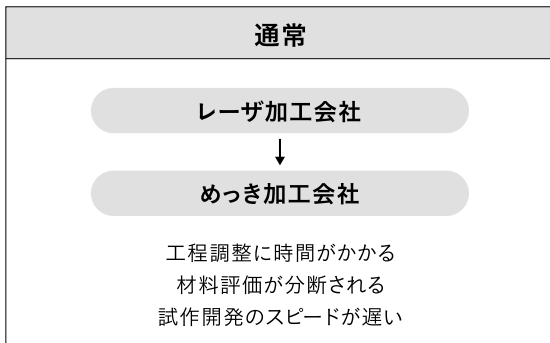 通常
レーザ加工会社
めっき加工会社
工程調整に時間がかかる
材料評価が分断される
試作開発のスピードが遅い